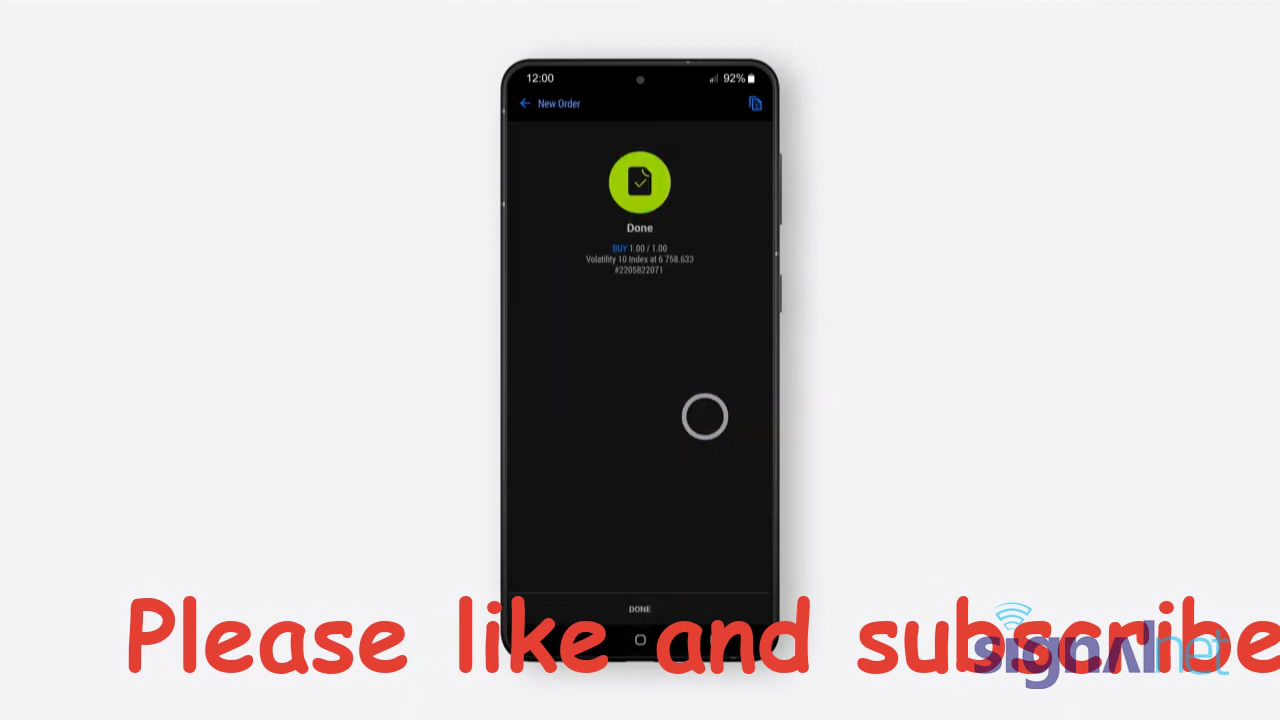 12:00
92%
New Order
Done
BUY 1.00 / 1.00
Volatility 10 Index at 6 758.633
#2205822071
DONE
Please like and subscribe
signalnet